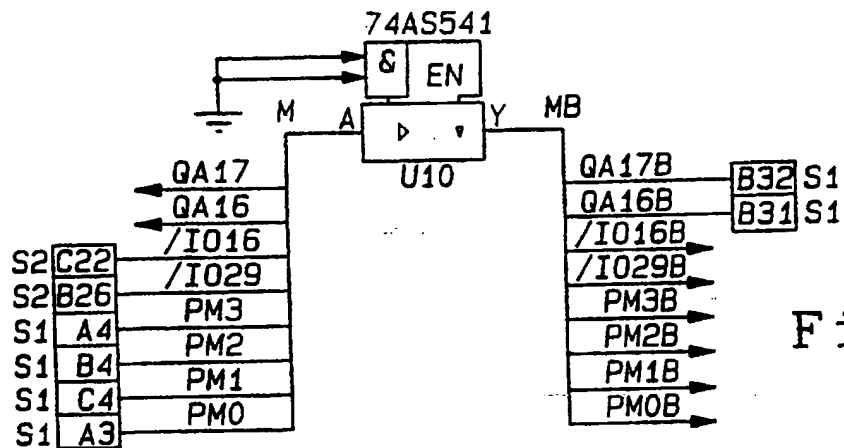 74AS541
&
EN
M
A
Y
MB
U10
QA17
QA16
/IO16
S2 C22
/IO29
S2 B26
PM3
S1 A4
PM2
S1 B4
PM1
S1 C4
PM0
S1 A3
QA17B
B32 S1
QA16B
B31 S1
/IO16B
/IO29B
PM3B
PM2B
PM1B
PM0B